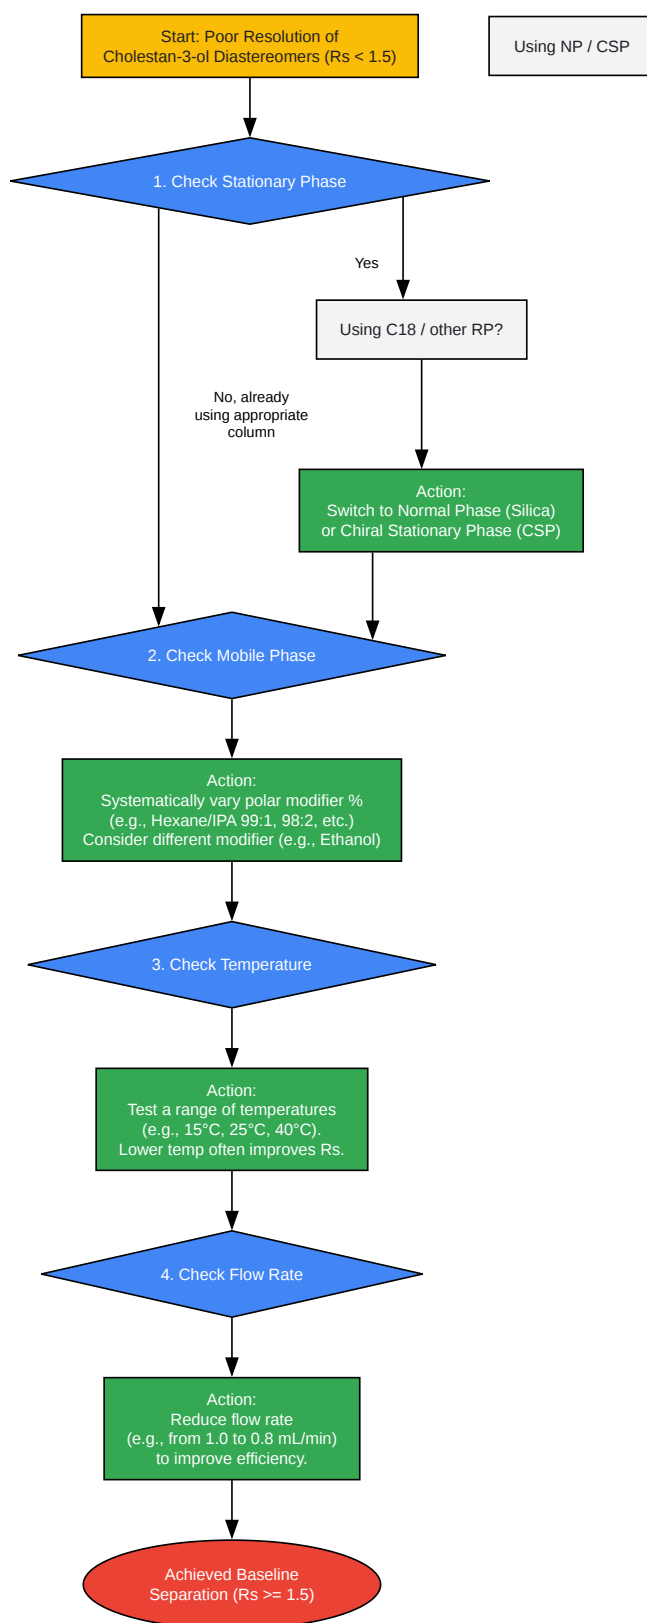 Start: Poor Resolution of
Cholestan-3-ol Diastereomers (Rs < 1.5)
Using NP / CSP
1. Check Stationary Phase
Yes
Using C18 / other RP?
No, already
using appropriate
column
Action:
Switch to Normal Phase (Silica)
or Chiral Stationary Phase (CSP)
2. Check Mobile Phase
Action:
Systematically vary polar modifier %
(e.g., Hexane/IPA 99:1, 98:2, etc.)
Consider different modifier (e.g., Ethanol)
3. Check Temperature
Action:
Test a range of temperatures
(e.g., 15°C, 25°C, 40°C).
Lower temp often improves Rs.
4. Check Flow Rate
Action:
Reduce flow rate
(e.g., from 1.0 to 0.8 mL/min)
to improve efficiency.
Achieved Baseline
Separation (Rs >= 1.5)